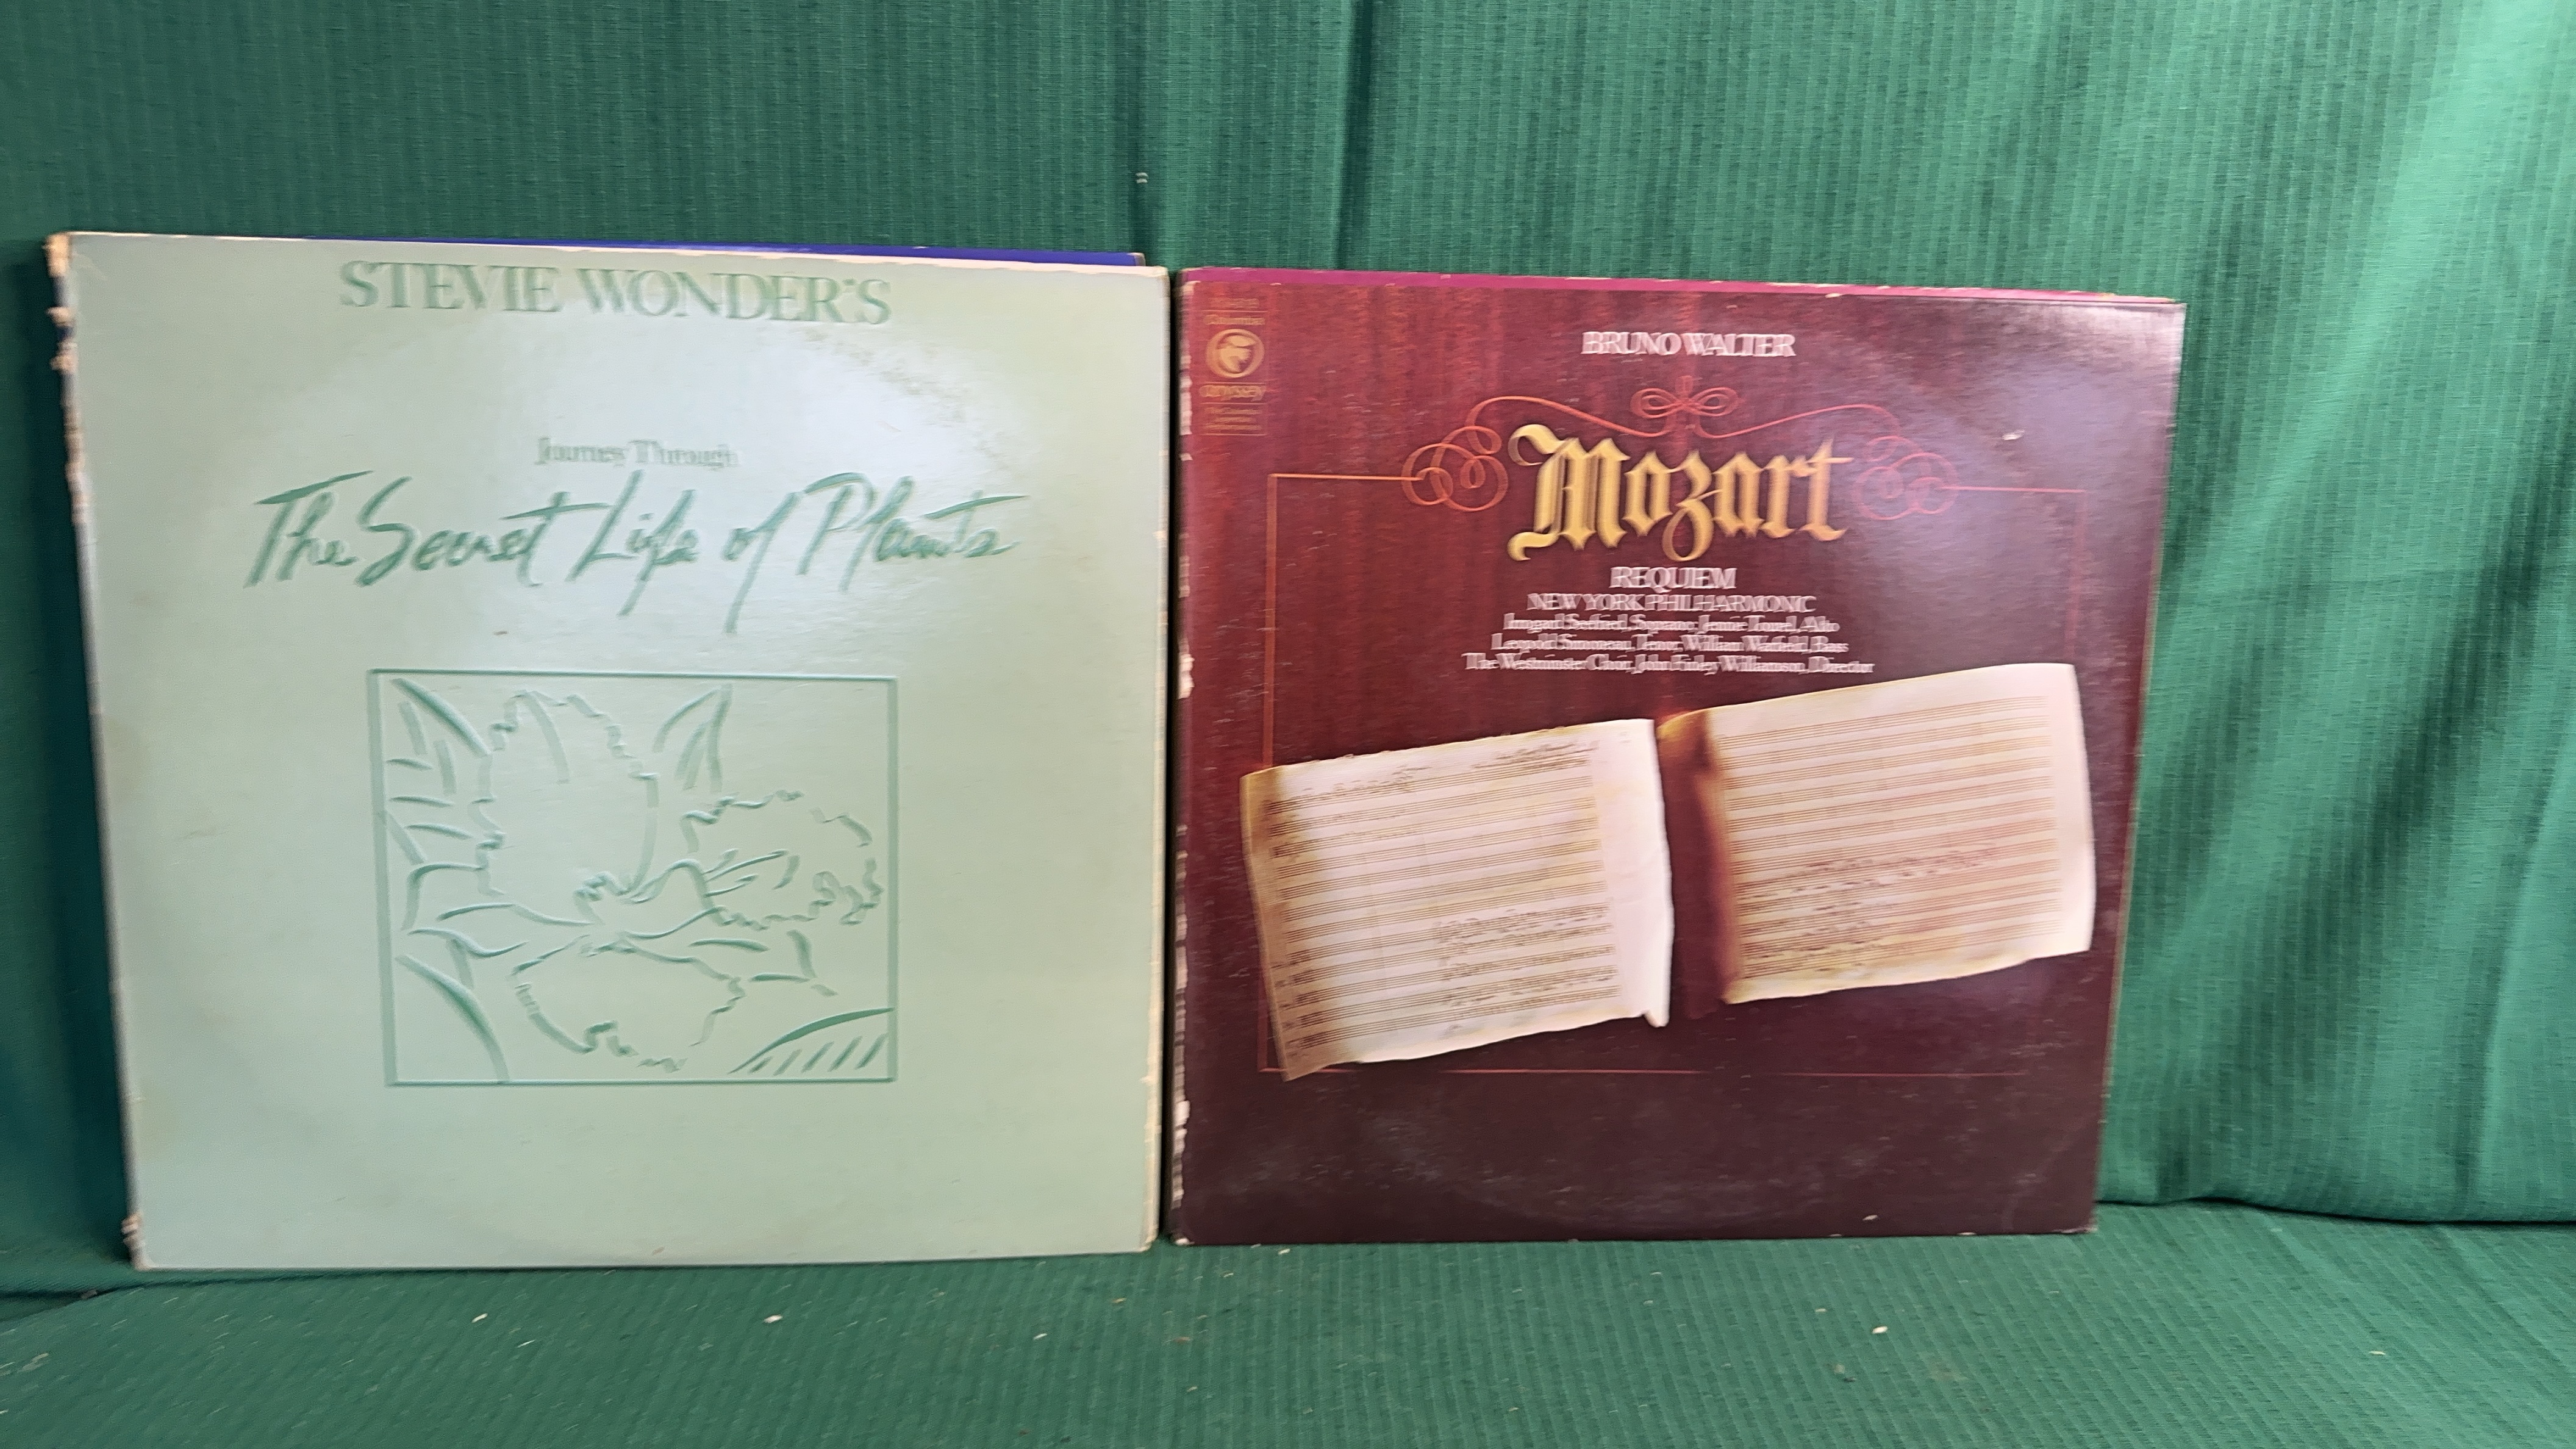 STEVIE WONDER'S
Journey Through
The Secret Life of Plants
BRUNO WALTER
odyssey
Mozart
REQUIEM
NEW YORK PHILHARMONIC
Irmgard Seefried, Soprano; Jennie Tourel, Alto
Leopold Simoneau, Tenor; William Warfield, Bass
The Westminster Choir, John Finley Williamson, Director